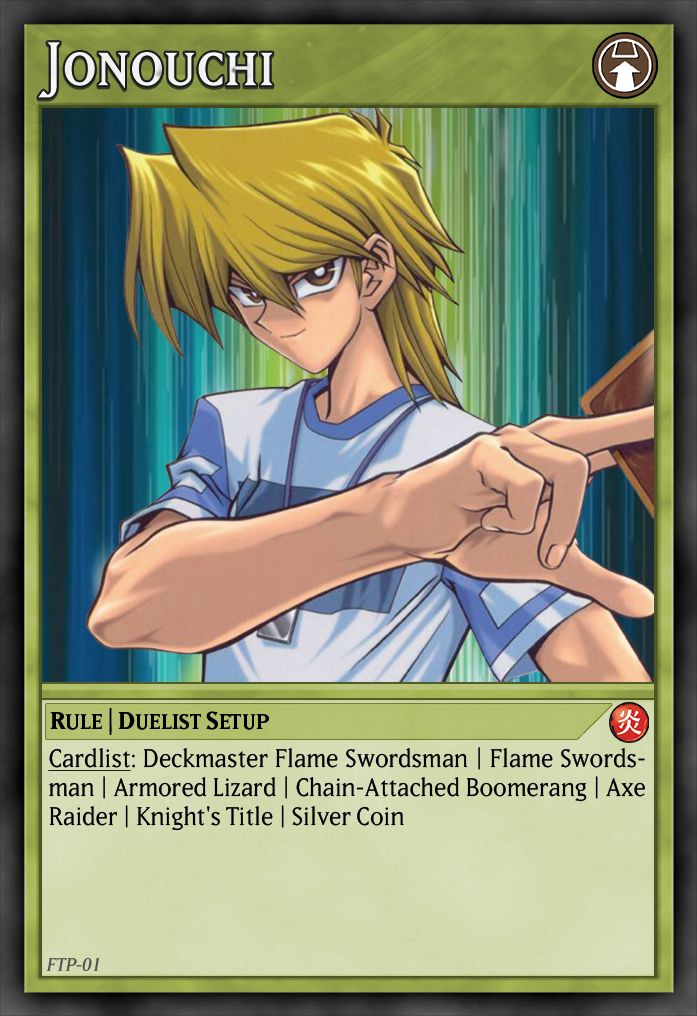 Jonouchi
Rule | Duelist Setup
炎
Cardlist: Deckmaster Flame Swordsman | Flame Swords-
man | Armored Lizard | Chain-Attached Boomerang | Axe
Raider | Knight's Title | Silver Coin
FTP-01